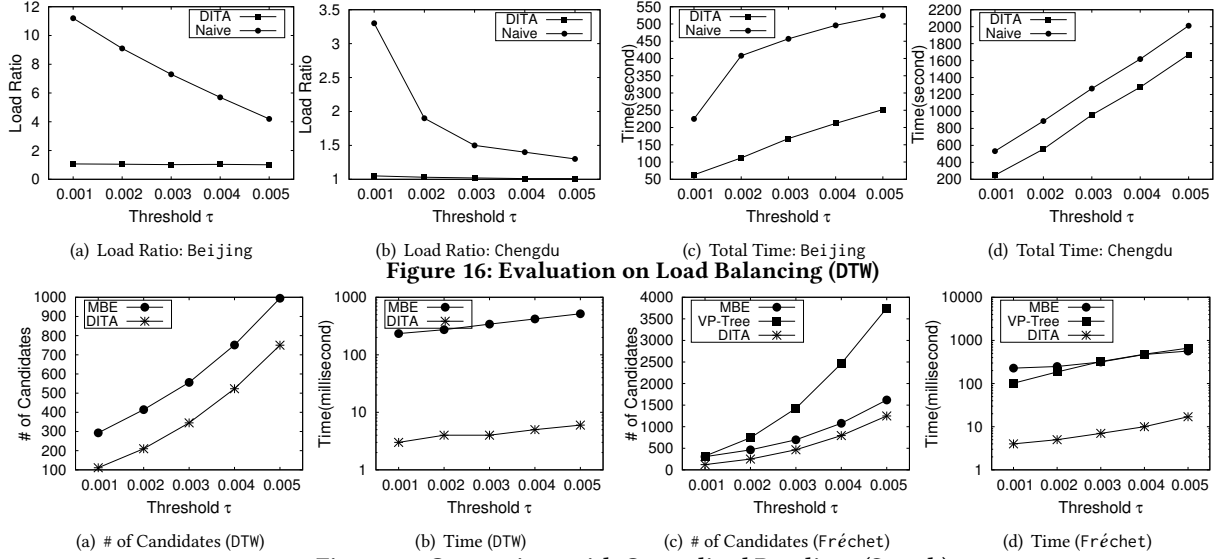 DITA
Naive
Load Ratio
12
10
8
6
4
2
0
0.001 0.002 0.003 0.004 0.005
Threshold τ
(a) Load Ratio: Beijing
DITA
Naive
Load Ratio
3.5
3
2.5
2
1.5
1
0.001 0.002 0.003 0.004 0.005
Threshold τ
(b) Load Ratio: Chengdu
DITA
Naive
Time(second)
550
500
450
400
350
300
250
200
150
100
50
0.001 0.002 0.003 0.004 0.005
Threshold τ
(c) Total Time: Beijing
DITA
Naive
Time(second)
2200
2000
1800
1600
1400
1200
1000
800
600
400
200
0.001 0.002 0.003 0.004 0.005
Threshold τ
(d) Total Time: Chengdu
Figure 16: Evaluation on Load Balancing (DTW)
MBE
DITA
# of Candidates
1000
900
800
700
600
500
400
300
200
100
0.001 0.002 0.003 0.004 0.005
Threshold τ
(a) # of Candidates (DTW)
MBE
DITA
Time(millisecond)
1000
100
10
1
0.001 0.002 0.003 0.004 0.005
Threshold τ
(b) Time (DTW)
MBE
VP-Tree
DITA
# of Candidates
4000
3500
3000
2500
2000
1500
1000
500
0
0.001 0.002 0.003 0.004 0.005
Threshold τ
(c) # of Candidates (Fréchet)
MBE
VP-Tree
DITA
Time(millisecond)
10000
1000
100
10
1
0.001 0.002 0.003 0.004 0.005
Threshold τ
(d) Time (Fréchet)